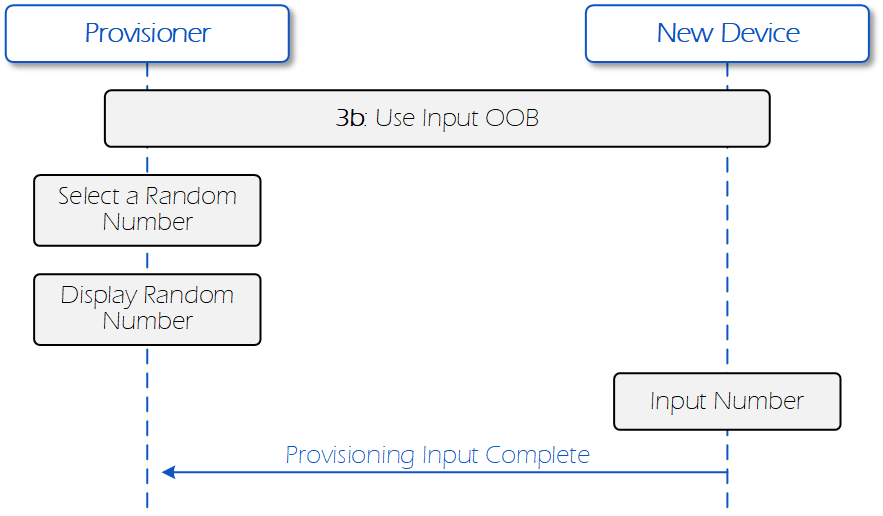 Provisioner
New Device
3b: Use Input OOB
Select a Random
Number
Display Random
Number
Input Number
Provisioning Input Complete